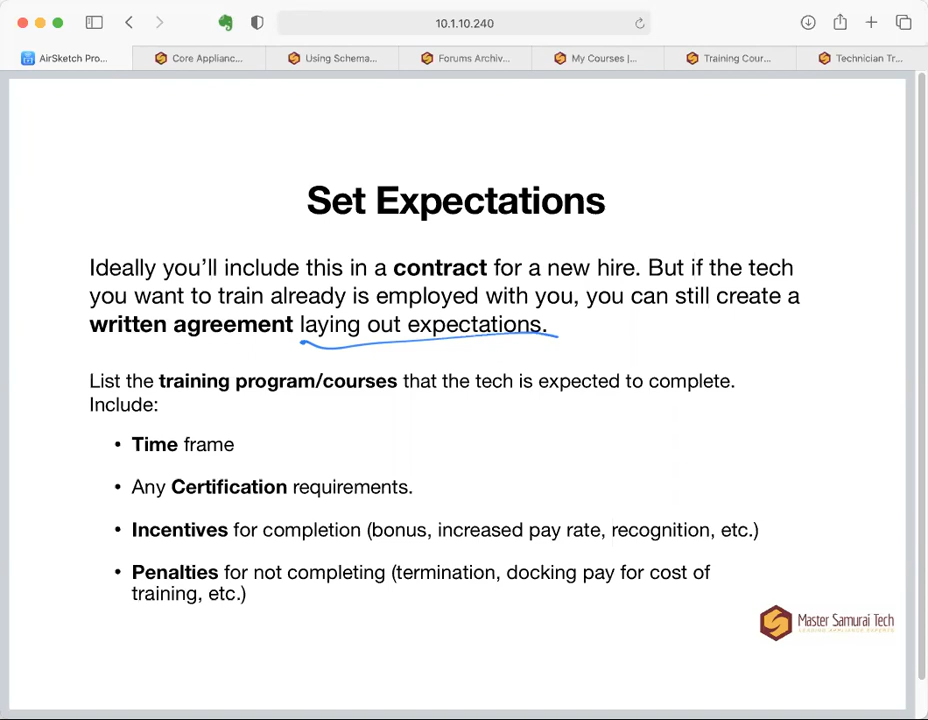 10.1.10.240
AirSketch Pro...
Core Applianc...
Using Schema...
Forums Archiv...
My Courses |...
Training Cour...
Technician Tr...
Set Expectations
Ideally you’ll include this in a contract for a new hire. But if the tech
you want to train already is employed with you, you can still create a
written agreement laying out expectations.
List the training program/courses that the tech is expected to complete.
Include:
• Time frame
• Any Certification requirements.
• Incentives for completion (bonus, increased pay rate, recognition, etc.)
• Penalties for not completing (termination, docking pay for cost of
training, etc.)
Master Samurai Tech
LEADING APPLIANCE EXPERTS